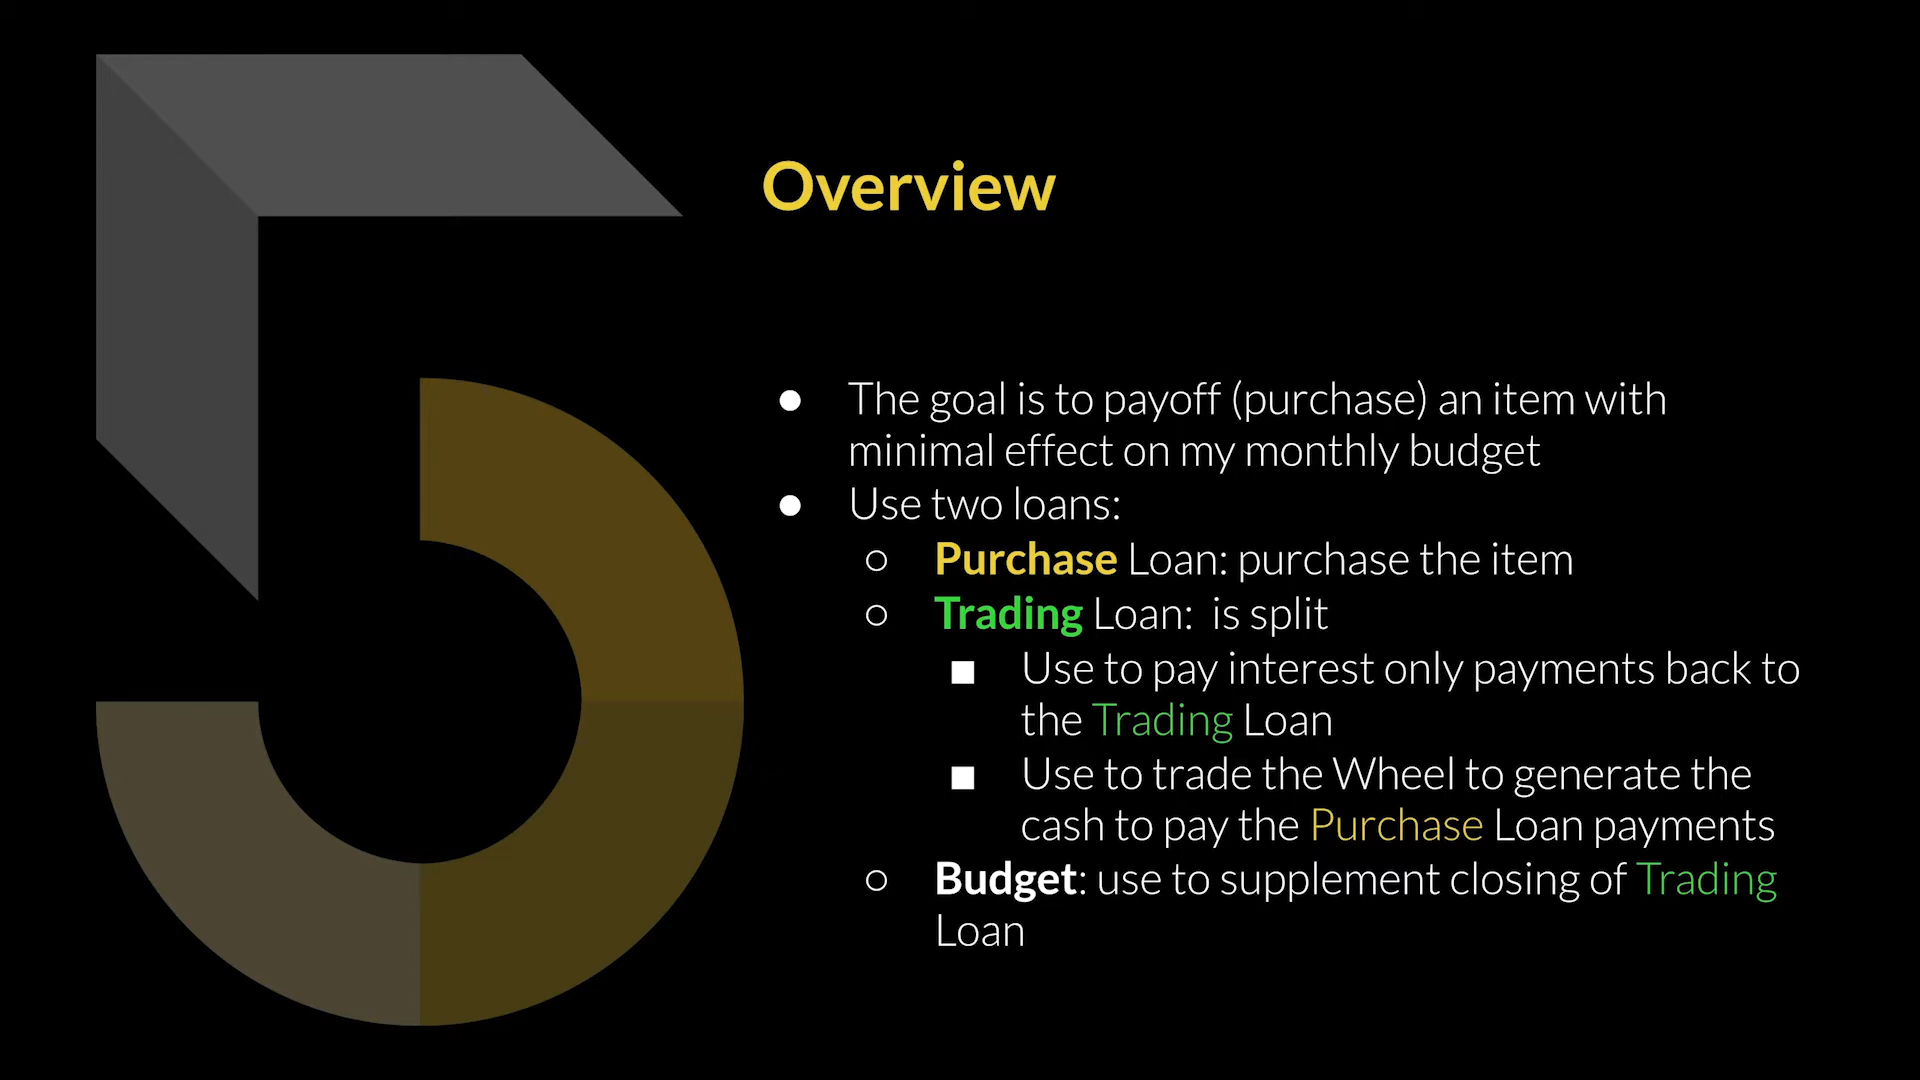 Overview
● The goal is to payoff (purchase) an item with
minimal effect on my monthly budget
● Use two loans:
○ Purchase Loan: purchase the item
○ Trading Loan: is split
■ Use to pay interest only payments back to
the Trading Loan
■ Use to trade the Wheel to generate the
cash to pay the Purchase Loan payments
○ Budget: use to supplement closing of Trading
Loan